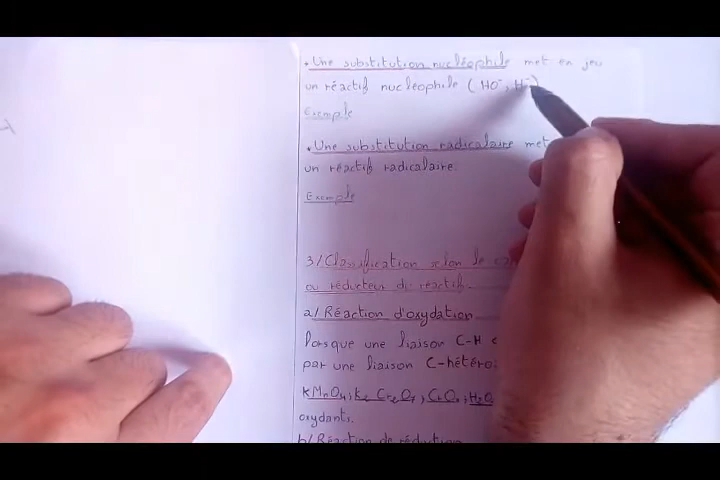 • Une substitution nucléophile met en jeu
un réactif nucléophile (HO⁻, H⁻)
Exemple
• Une substitution radicalaire met
un réactif radicalaire.
Exemple
3/Classification selon le
ou réducteur du réactif.
a/ Réaction d'oxydation
lorsque une liaison C-H
par une liaison C-hétéro
KMnO4, K2 Cr2O7, CrO3, H2O
oxydants.
b/ Réaction de réduction